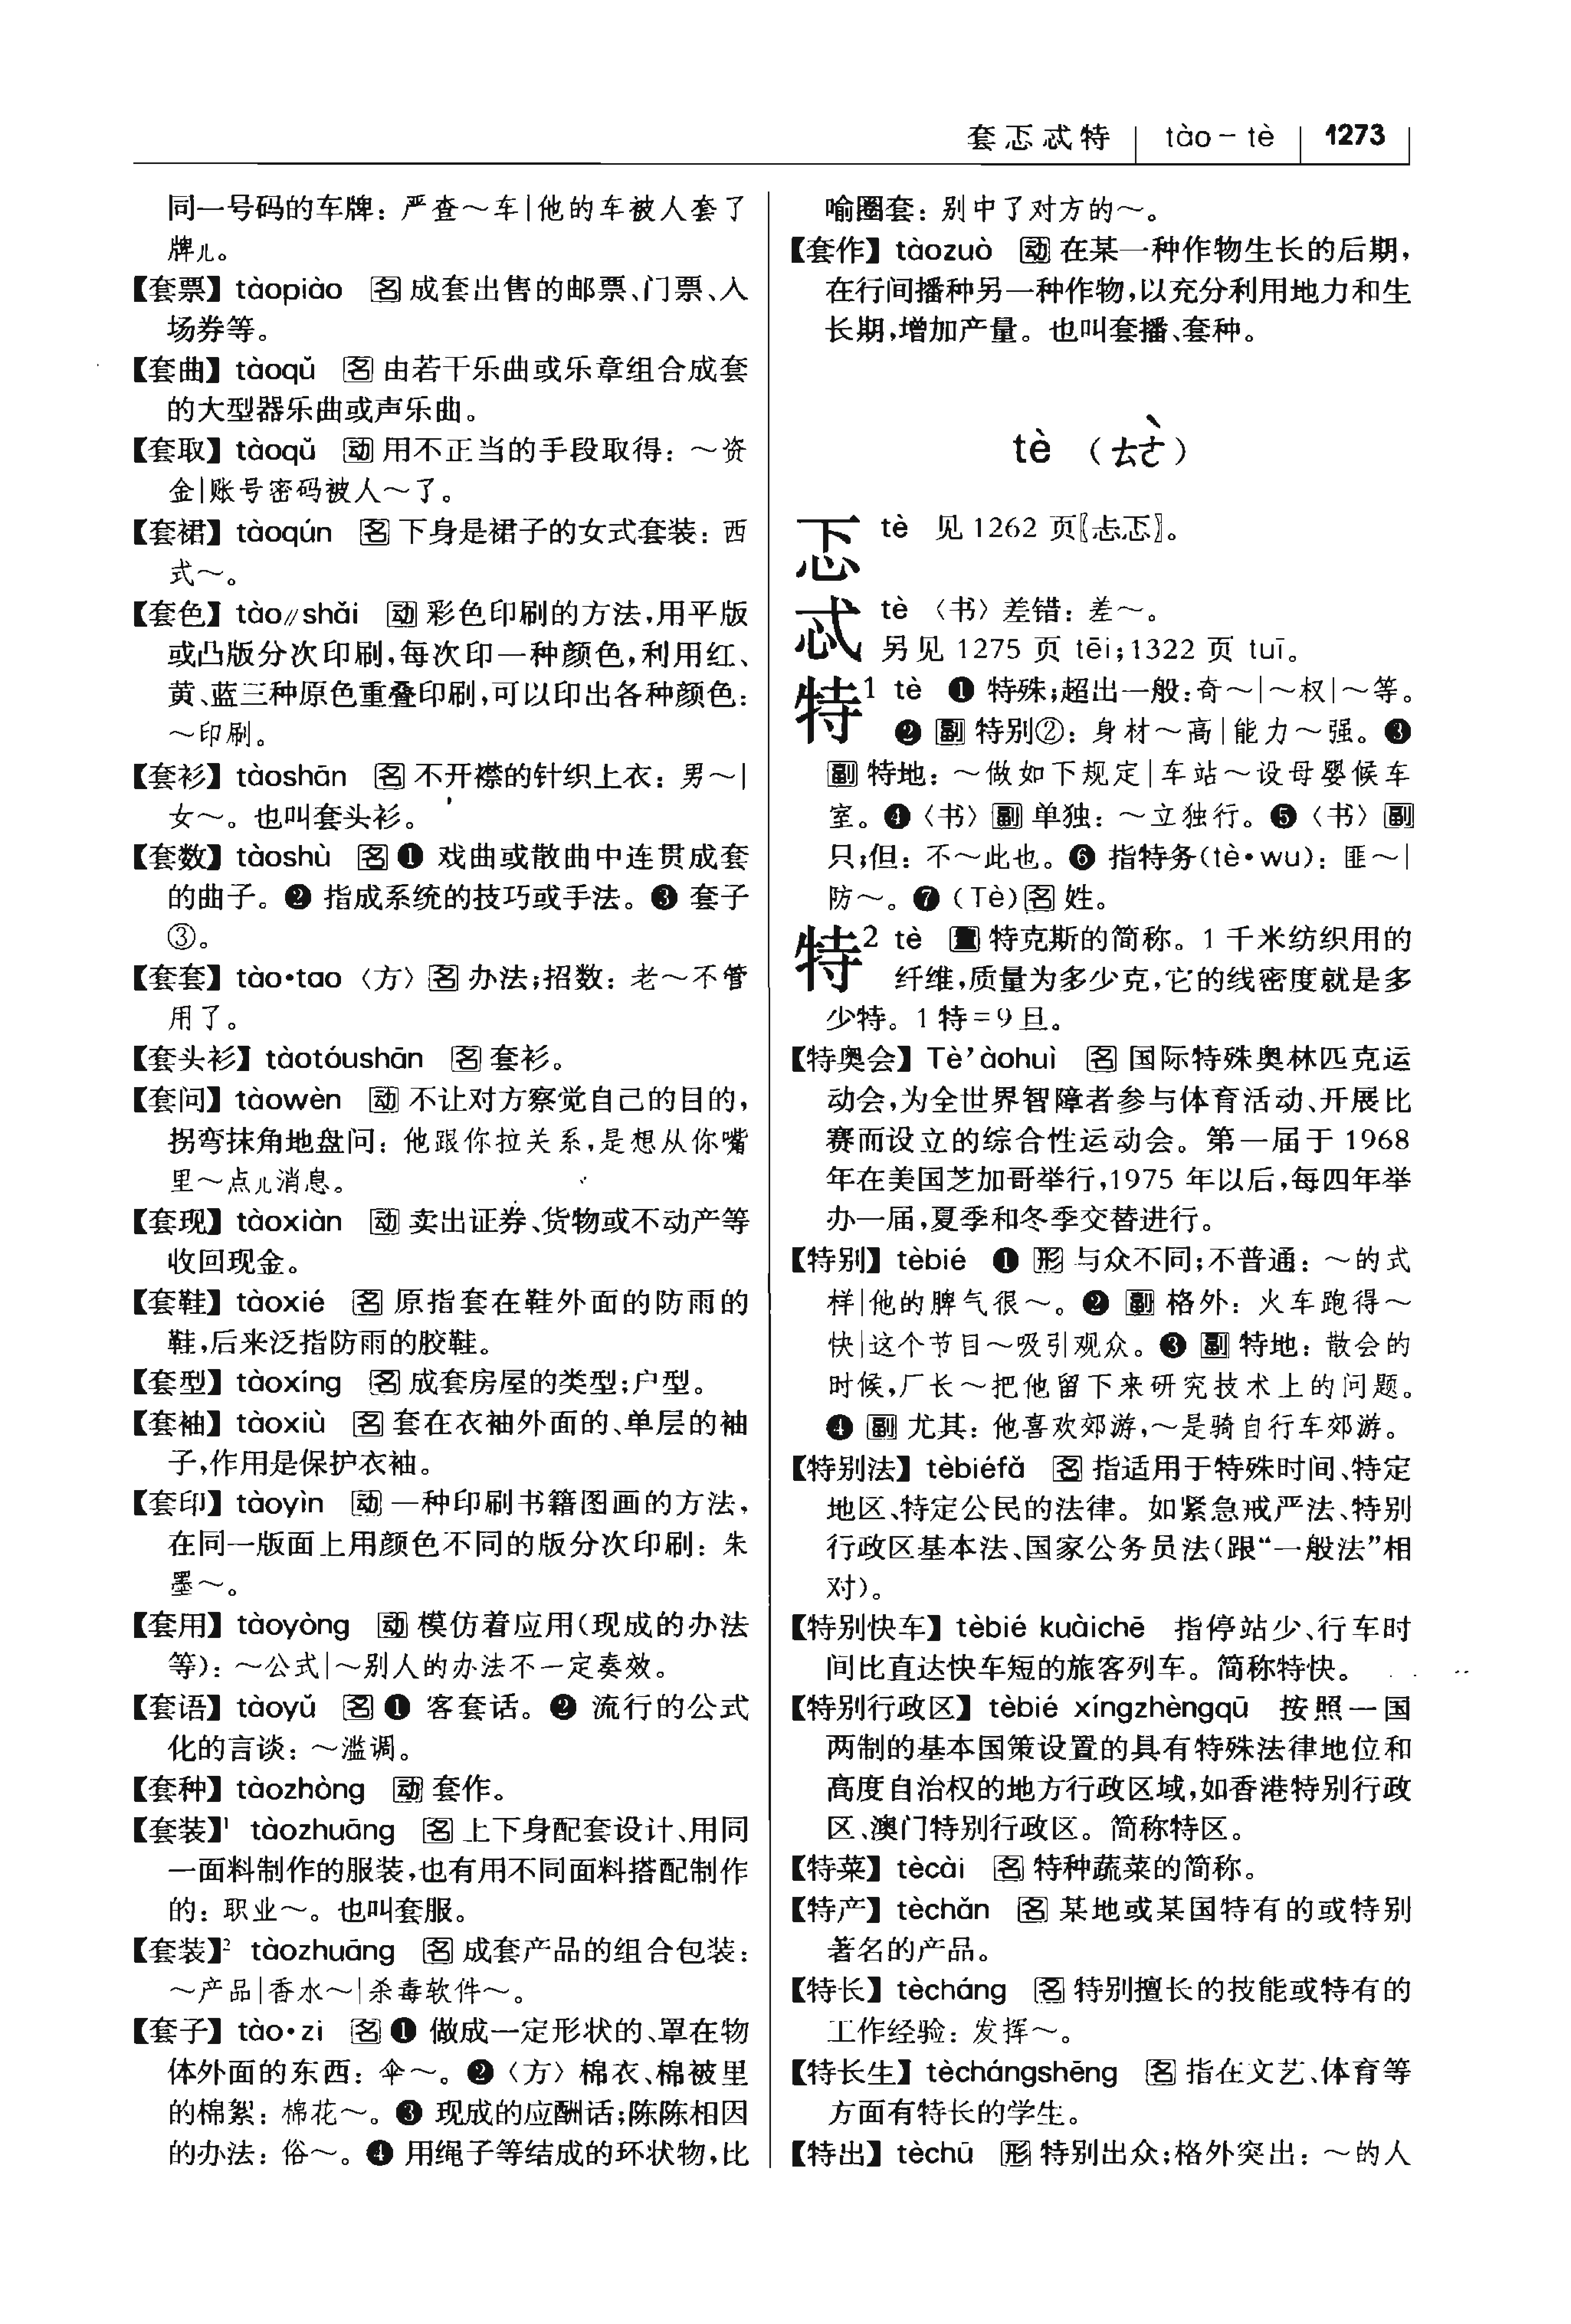 套忑忒特 | tào－tè | 1273
同一号码的车牌：严查～车|他的车被人套了
牌儿。
【套票】tàopiào 名 成套出售的邮票、门票、入
场券等。
【套曲】tàoqǔ 名 由若干乐曲或乐章组合成套
的大型器乐曲或声乐曲。
【套取】tàoqǔ 动 用不正当的手段取得：～资
金|账号密码被人～了。
【套裙】tàoqún 名 下身是裙子的女式套装：西
式～。
【套色】tào∥shǎi 动 彩色印刷的方法，用平版
或凸版分次印刷，每次印一种颜色，利用红、
黄、蓝三种原色重叠印刷，可以印出各种颜色：
～印刷。
【套衫】tàoshān 名 不开襟的针织上衣：男～|
女～。也叫套头衫。
【套数】tàoshù 名 ❶ 戏曲或散曲中连贯成套
的曲子。❷ 指成系统的技巧或手法。❸ 套子
③。
【套套】tào·tao〈方〉名 办法；招数：老～不管
用了。
【套头衫】tàotóushān 名 套衫。
【套问】tàowèn 动 不让对方察觉自己的目的，
拐弯抹角地盘问：他跟你拉关系，是想从你嘴
里～点儿消息。
【套现】tàoxiàn 动 卖出证券、货物或不动产等
收回现金。
【套鞋】tàoxié 名 原指套在鞋外面的防雨的
鞋，后来泛指防雨的胶鞋。
【套型】tàoxíng 名 成套房屋的类型；户型。
【套袖】tàoxiù 名 套在衣袖外面的、单层的袖
子，作用是保护衣袖。
【套印】tàoyìn 动 一种印刷书籍图画的方法，
在同一版面上用颜色不同的版分次印刷：朱
墨～。
【套用】tàoyòng 动 模仿着应用（现成的办法
等）：～公式|～别人的办法不一定奏效。
【套语】tàoyǔ 名 ❶ 客套话。❷ 流行的公式
化的言谈：～滥调。
【套种】tàozhòng 动 套作。
【套装】¹ tàozhuāng 名 上下身配套设计、用同
一面料制作的服装，也有用不同面料搭配制作
的：职业～。也叫套服。
【套装】² tàozhuāng 名 成套产品的组合包装：
～产品|香水～|杀毒软件～。
【套子】tào·zi 名 ❶ 做成一定形状的、罩在物
体外面的东西：伞～。❷〈方〉棉衣、棉被里
的棉絮：棉花～。❸ 现成的应酬话；陈陈相因
的办法：俗～。❹ 用绳子等结成的环状物，比
喻圈套：别中了对方的～。
【套作】tàozuò 动 在某一种作物生长的后期，
在行间播种另一种作物，以充分利用地力和生
长期，增加产量。也叫套播、套种。
tè （ㄊㄜˋ）
忑 tè 见 1262 页〖忐忑〗。
忒 tè 〈书〉差错：差～。
另见 1275 页 tēi；1322 页 tuī。
特¹ tè ❶ 特殊；超出一般：奇～|～权|～等。
❷ 副 特别②：身材～高|能力～强。❸
副 特地：～做如下规定|车站～设母婴候车
室。❹〈书〉副 单独：～立独行。❺〈书〉副
只；但：不～此也。❻ 指特务（tè·wu）：匪～|
防～。❼（Tè）名 姓。
特² tè 量 特克斯的简称。1 千米纺织用的
纤维，质量为多少克，它的线密度就是多
少特。1 特＝9 旦。
【特奥会】Tè'àohuì 名 国际特殊奥林匹克运
动会，为全世界智障者参与体育活动、开展比
赛而设立的综合性运动会。第一届于 1968
年在美国芝加哥举行，1975 年以后，每四年举
办一届，夏季和冬季交替进行。
【特别】tèbié ❶ 形 与众不同；不普通：～的式
样|他的脾气很～。❷ 副 格外：火车跑得～
快|这个节目～吸引观众。❸ 副 特地：散会的
时候，厂长～把他留下来研究技术上的问题。
❹ 副 尤其：他喜欢郊游，～是骑自行车郊游。
【特别法】tèbiéfǎ 名 指适用于特殊时间、特定
地区、特定公民的法律。如紧急戒严法、特别
行政区基本法、国家公务员法（跟“一般法”相
对）。
【特别快车】tèbié kuàichē 指停站少、行车时
间比直达快车短的旅客列车。简称特快。
【特别行政区】tèbié xíngzhèngqū 按照一国
两制的基本国策设置的具有特殊法律地位和
高度自治权的地方行政区域，如香港特别行政
区、澳门特别行政区。简称特区。
【特菜】tècài 名 特种蔬菜的简称。
【特产】tèchǎn 名 某地或某国特有的或特别
著名的产品。
【特长】tècháng 名 特别擅长的技能或特有的
工作经验：发挥～。
【特长生】tèchángshēng 名 指在文艺、体育等
方面有特长的学生。
【特出】tèchū 形 特别出众；格外突出：～的人